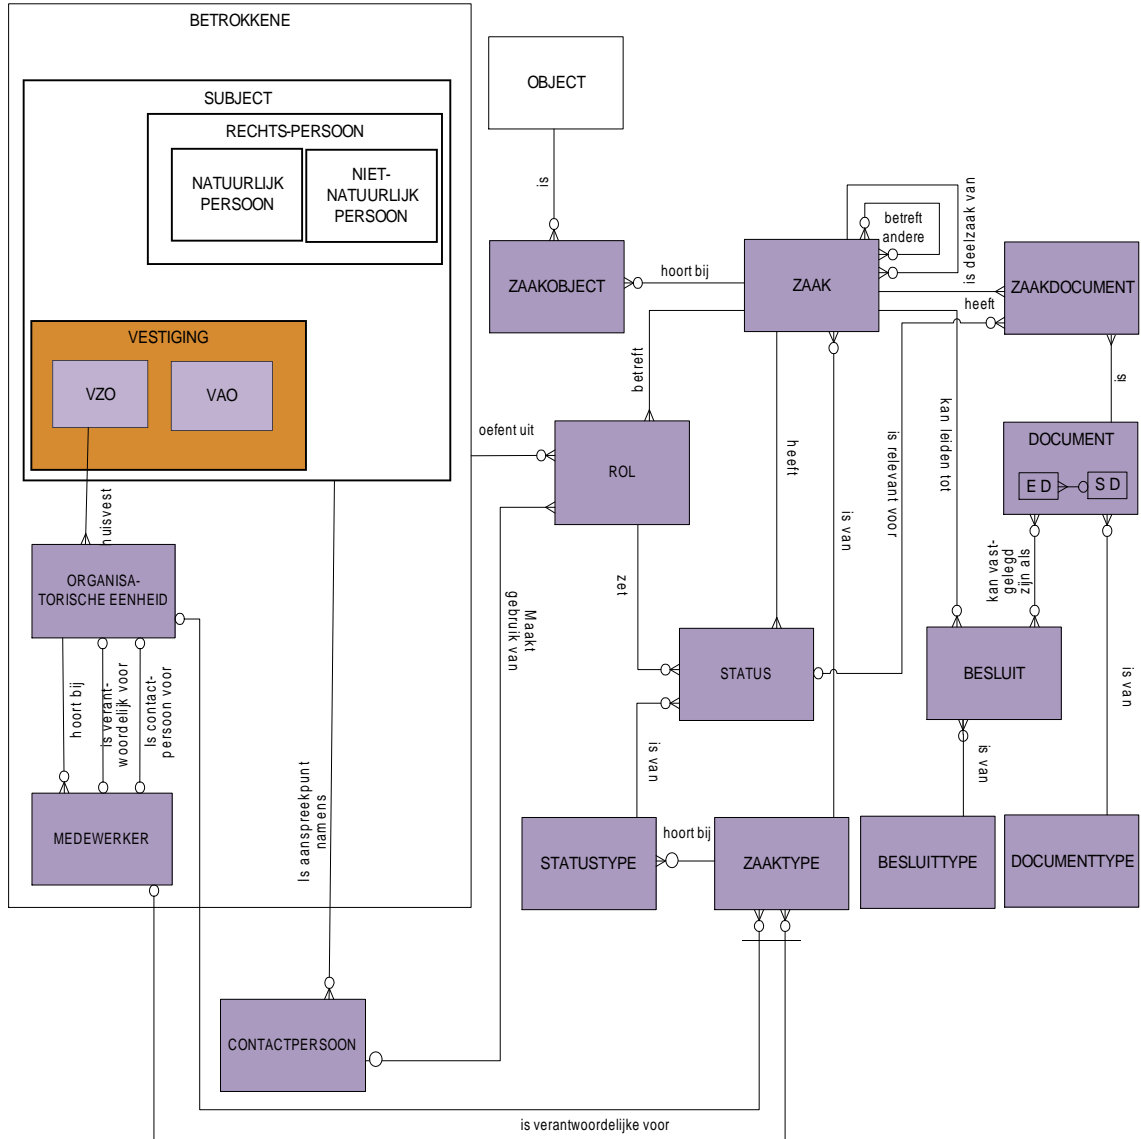 BETROKKENE
SUBJECT
RECHTS-PERSOON
NATUURLIJK
PERSOON
NIET-
NATUURLIJK
PERSOON
VESTIGING
VZO
VAO
huisvest
ORGANISA-
TORISCHE EENHEID
hoort bij
is verant-
woordelijk voor
Is contact-
persoon voor
MEDEWERKER
Is aanspreekpunt
namens
CONTACTPERSOON
OBJECT
is
ZAAKOBJECT
hoort bij
ZAAK
betreft
andere
is deelzaak van
ZAAKDOCUMENT
heeft
is
betreft
oefent uit
ROL
heeft
is van
is relevant voor
kan leiden tot
DOCUMENT
ED
SD
kan vast-
gelegd
zijn als
zet
Maakt
gebruik van
STATUS
BESLUIT
is van
is van
is van
STATUSTYPE
hoort bij
ZAAKTYPE
BESLUITTYPE
DOCUMENTTYPE
is verantwoordelijke voor